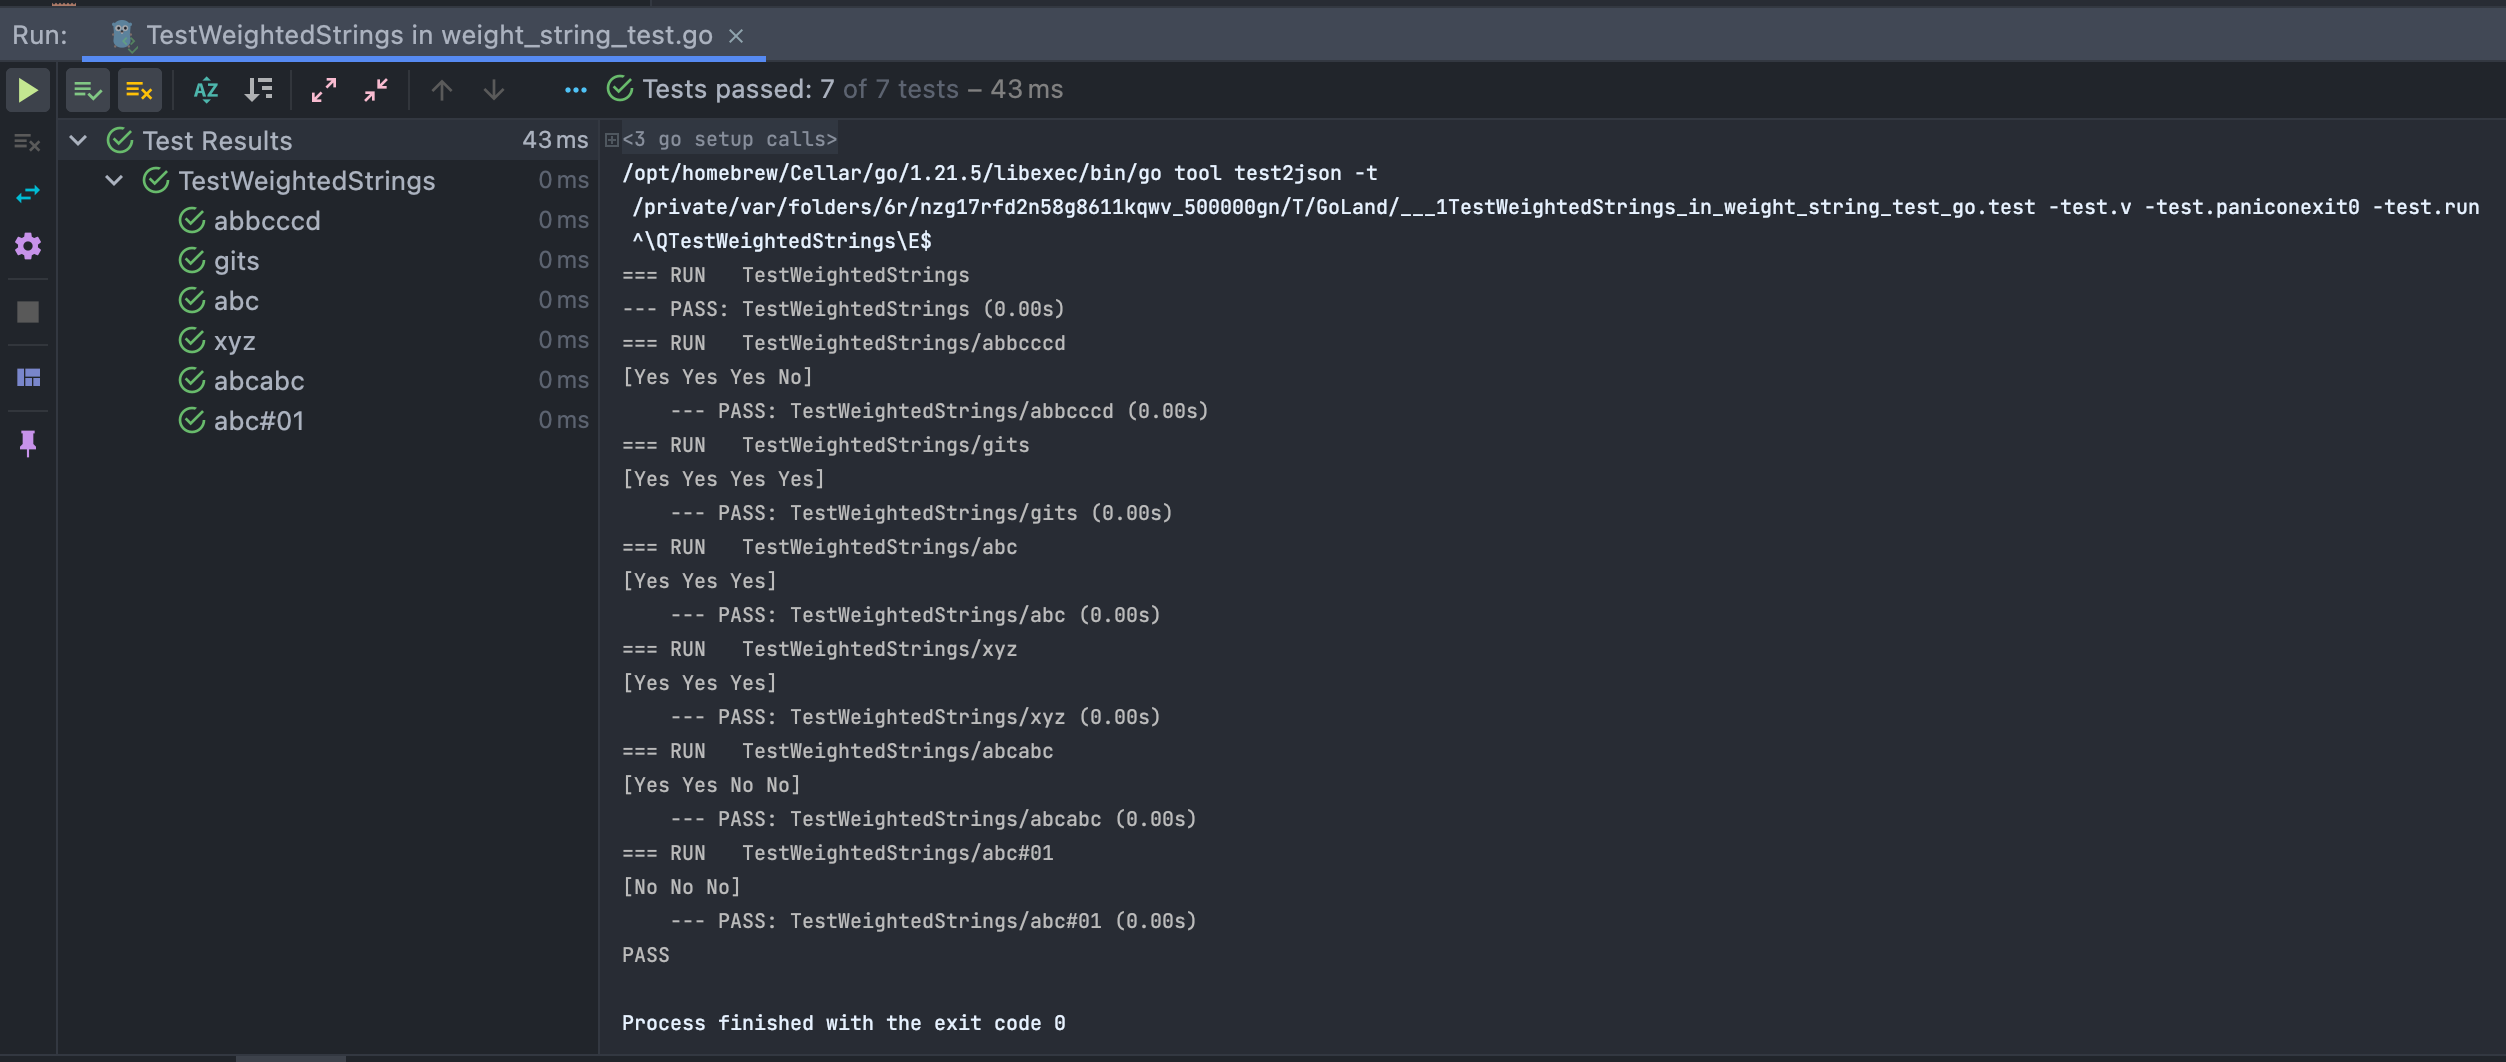 Run: TestWeightedStrings in weight_string_test.go ×
Tests passed: 7 of 7 tests – 43 ms
Test Results 43 ms
TestWeightedStrings 0 ms
abbcccd 0 ms
gits 0 ms
abc 0 ms
xyz 0 ms
abcabc 0 ms
abc#01 0 ms
<3 go setup calls>
/opt/homebrew/Cellar/go/1.21.5/libexec/bin/go tool test2json -t
/private/var/folders/6r/nzg17rfd2n58g8611kqwv_500000gn/T/GoLand/___1TestWeightedStrings_in_weight_string_test_go.test -test.v -test.paniconexit0 -test.run
^\QTestWeightedStrings\E$
=== RUN   TestWeightedStrings
--- PASS: TestWeightedStrings (0.00s)
=== RUN   TestWeightedStrings/abbcccd
[Yes Yes Yes No]
    --- PASS: TestWeightedStrings/abbcccd (0.00s)
=== RUN   TestWeightedStrings/gits
[Yes Yes Yes Yes]
    --- PASS: TestWeightedStrings/gits (0.00s)
=== RUN   TestWeightedStrings/abc
[Yes Yes Yes]
    --- PASS: TestWeightedStrings/abc (0.00s)
=== RUN   TestWeightedStrings/xyz
[Yes Yes Yes]
    --- PASS: TestWeightedStrings/xyz (0.00s)
=== RUN   TestWeightedStrings/abcabc
[Yes Yes No No]
    --- PASS: TestWeightedStrings/abcabc (0.00s)
=== RUN   TestWeightedStrings/abc#01
[No No No]
    --- PASS: TestWeightedStrings/abc#01 (0.00s)
PASS
Process finished with the exit code 0